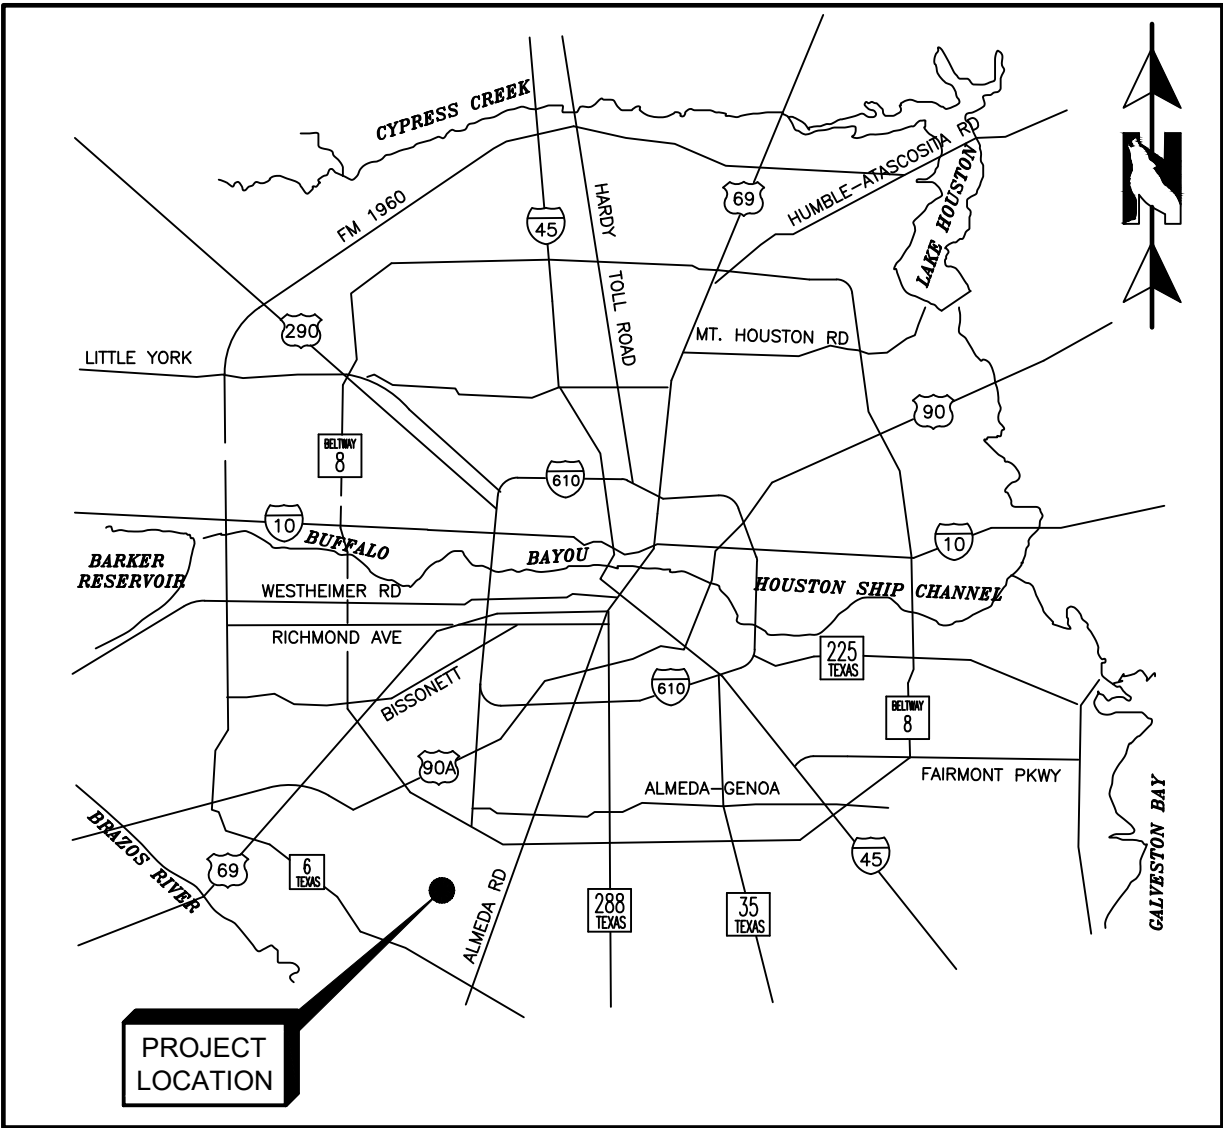 CYPRESS CREEK
HUMBLE-ATASCOSITA RD
LAKE HOUSTON
N
FM 1960
HARDY TOLL ROAD
45
69
290
LITTLE YORK
MT. HOUSTON RD
90
BELTWAY
8
610
10
BUFFALO
BAYOU
10
BARKER
RESERVOIR
WESTHEIMER RD
HOUSTON SHIP CHANNEL
RICHMOND AVE
225
TEXAS
BISSONETT
610
BELTWAY
8
90A
ALMEDA-GENOA
FAIRMONT PKWY
BRAZOS RIVER
GALVESTON BAY
69
6
TEXAS
45
ALMEDA RD
288
TEXAS
35
TEXAS
PROJECT
LOCATION